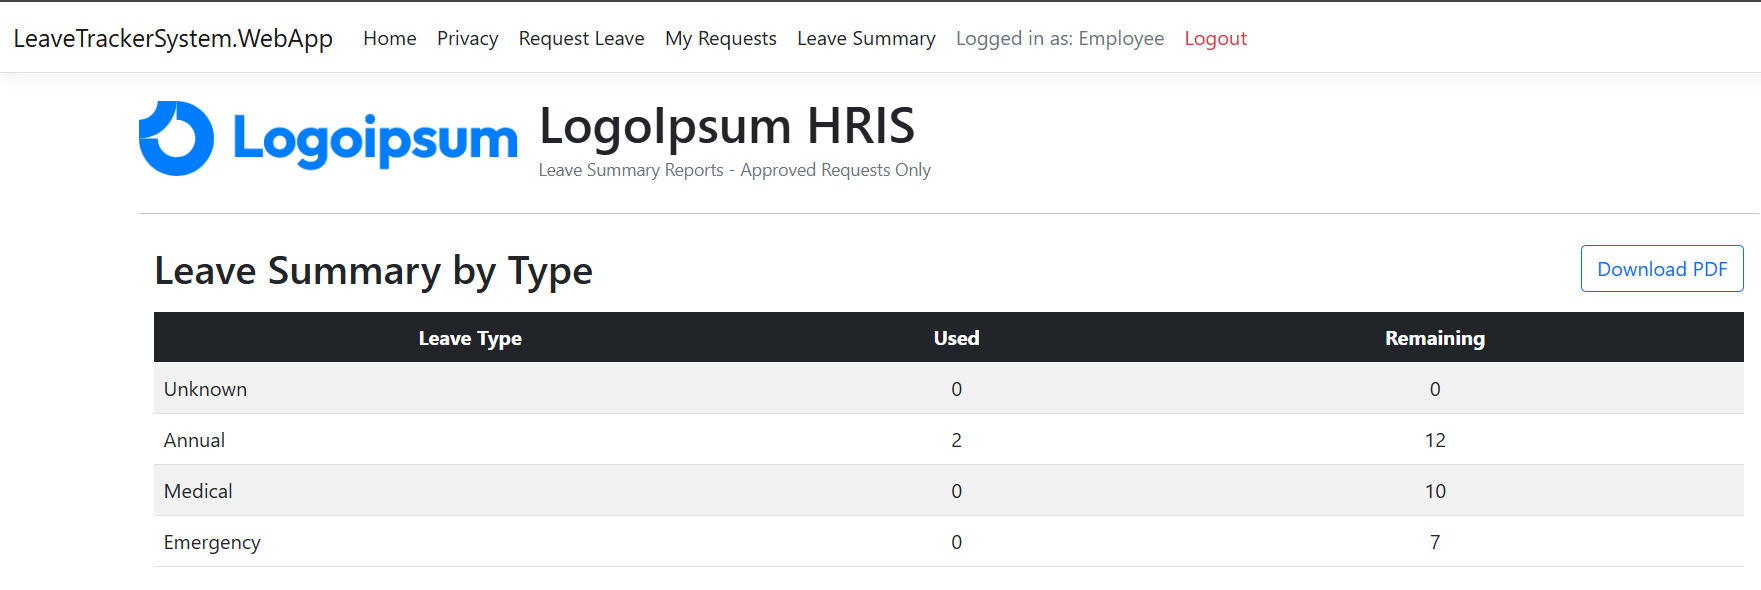 LeaveTrackerSystem.WebApp Home Privacy Request Leave My Requests Leave Summary Logged in as: Employee Logout
Logoipsum LogoIpsum HRIS
Leave Summary Reports - Approved Requests Only
Leave Summary by Type Download PDF
Leave Type Used Remaining
Unknown 0 0
Annual 2 12
Medical 0 10
Emergency 0 7